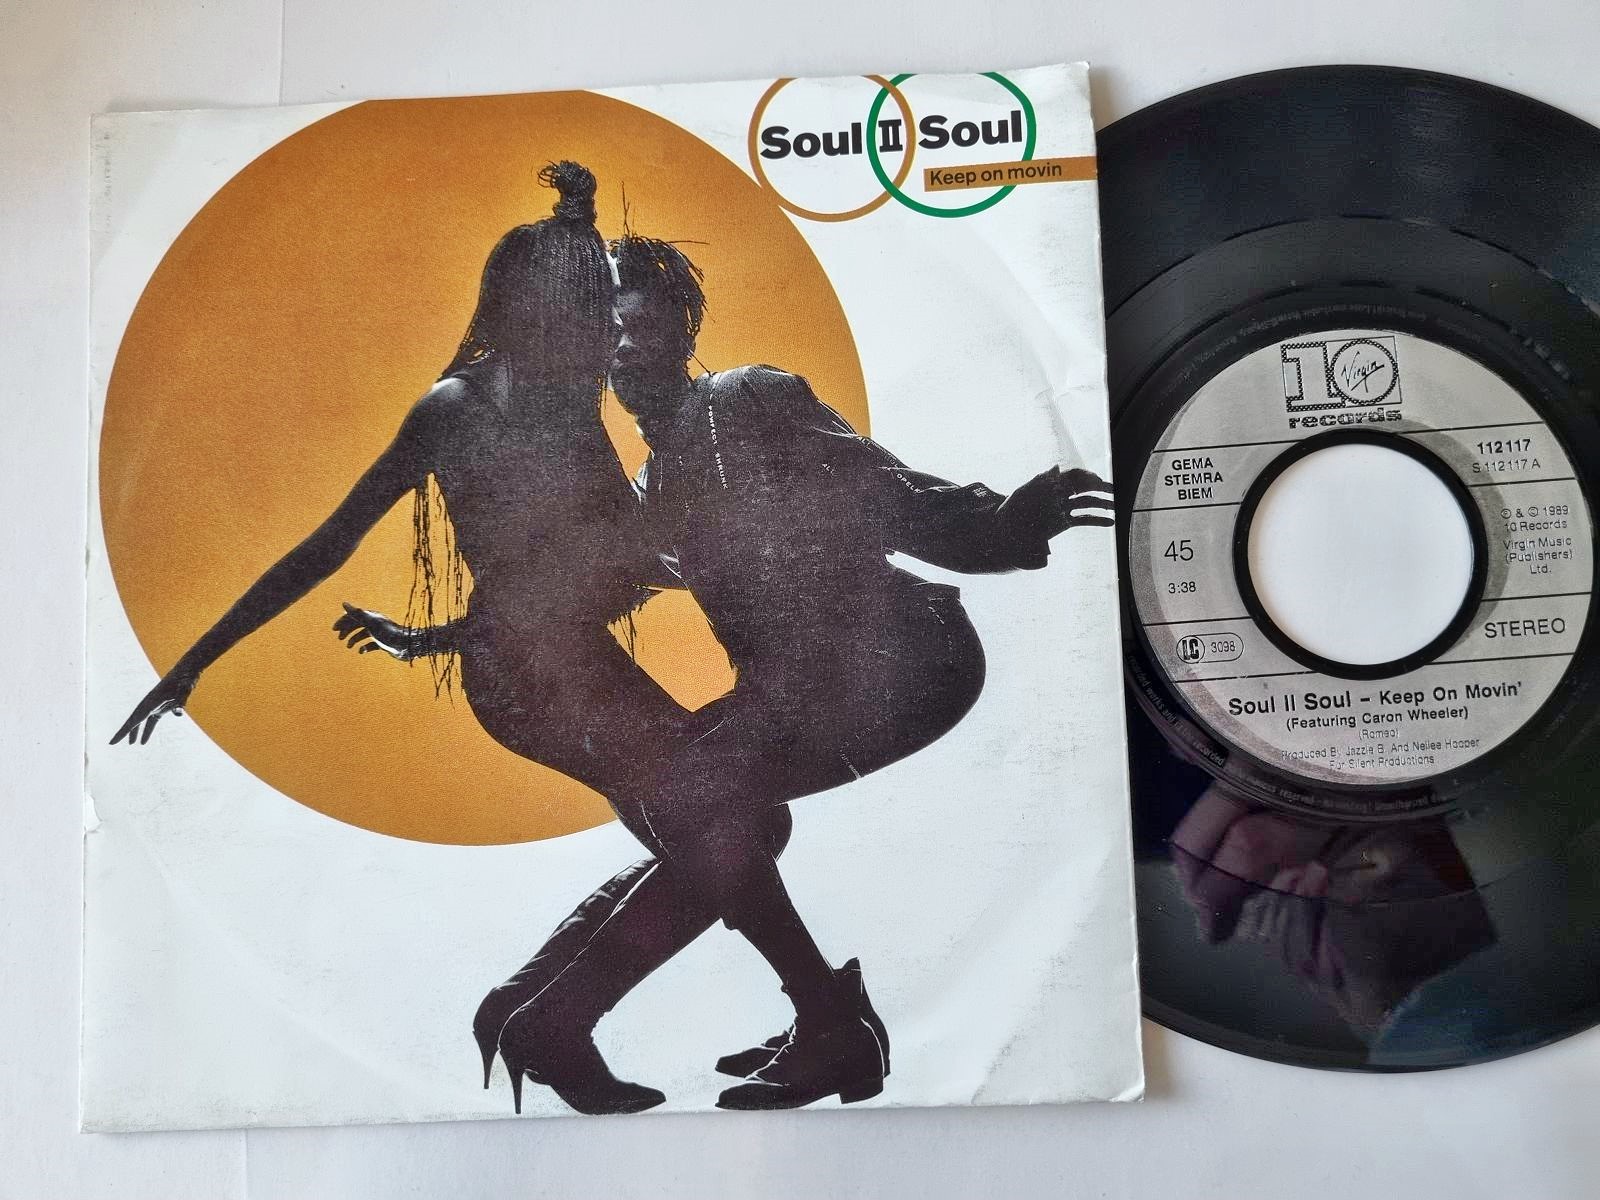 Soul II Soul
Keep on movin
10
Virgin
records
GEMA
STEMRA
BIEM
45
3:38
LC 3098
112117
S 112117 A
℗ & © 1989
10 Records
Virgin Music
(Publishers)
Ltd.
STEREO
Soul II Soul – Keep On Movin'
(Featuring Caron Wheeler)
(Romeo)
Produced By Jazzie B. And Nellee Hooper
For Silent Productions